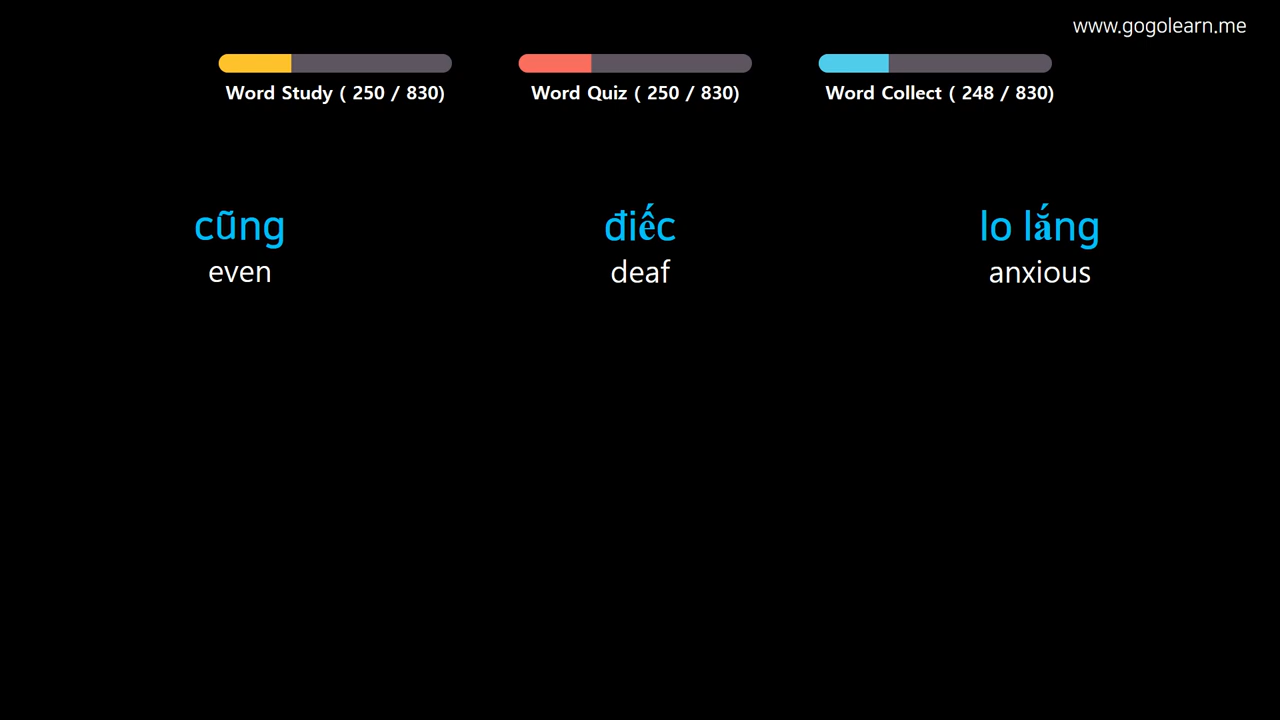 www.gogolearn.me
Word Study ( 250 / 830)
Word Quiz ( 250 / 830)
Word Collect ( 248 / 830)
cũng
even
điếc
deaf
lo lắng
anxious